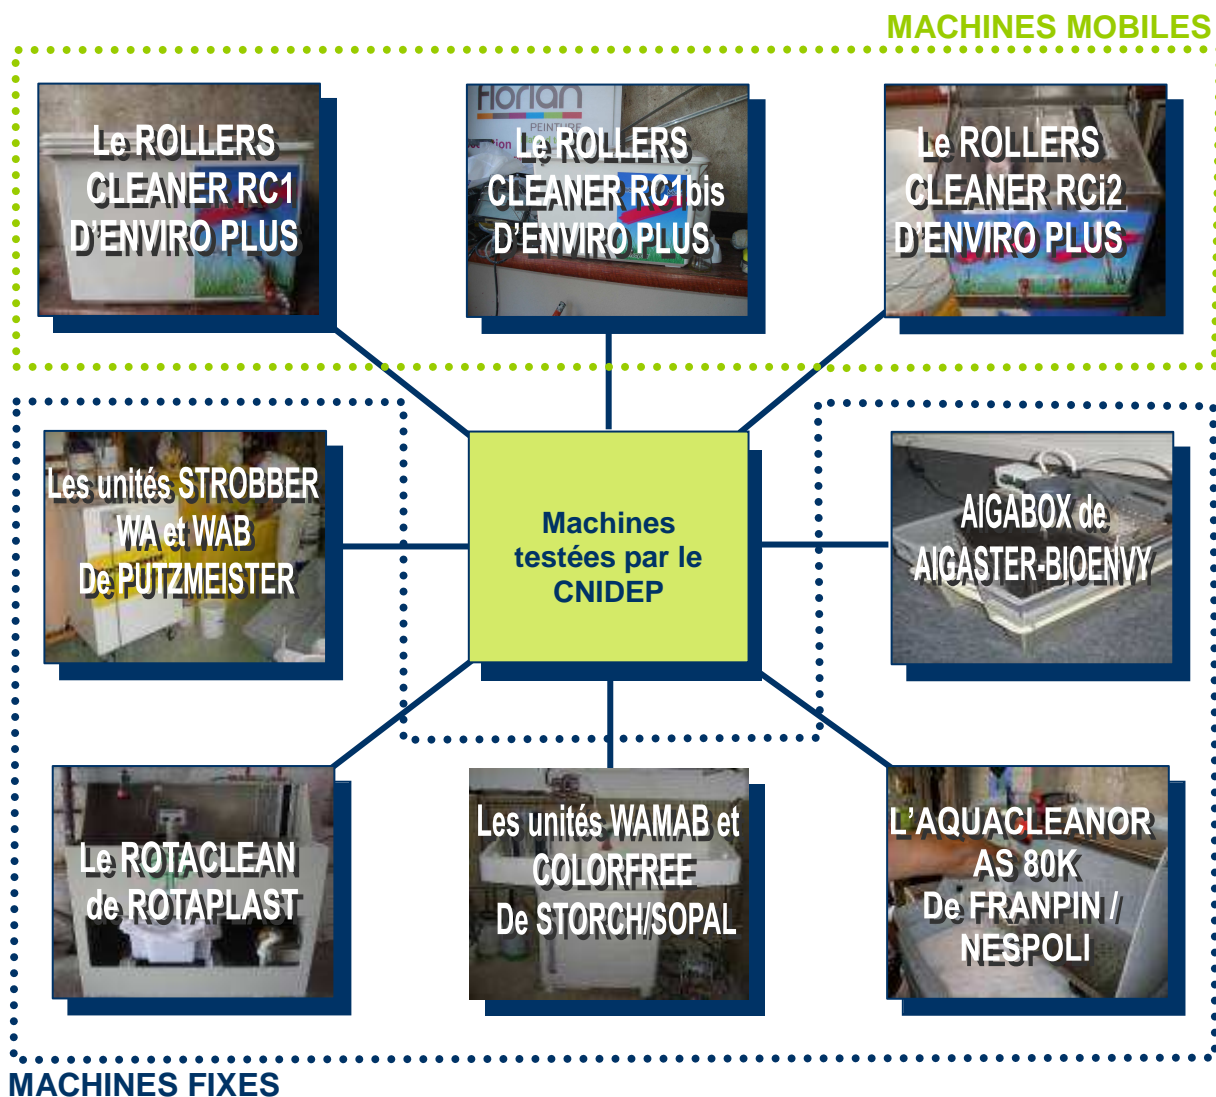 MACHINES MOBILES
Le ROLLERS
CLEANER RC1
D'ENVIRO PLUS
Florian
PEINTURE
Le ROLLERS
CLEANER RC1bis
D'ENVIRO PLUS
Le ROLLERS
CLEANER RCi2
D'ENVIRO PLUS
Les unités STROBBER
WA et WAB
De PUTZMEISTER
Machines
testées par le
CNIDEP
AIGABOX de
AIGASTER-BIOENVY
Le ROTACLEAN
de ROTAPLAST
Les unités WAMAB et
COLORFREE
De STORCH/SOPAL
L'AQUACLEANOR
AS 80K
De FRANPIN /
NESPOLI
MACHINES FIXES